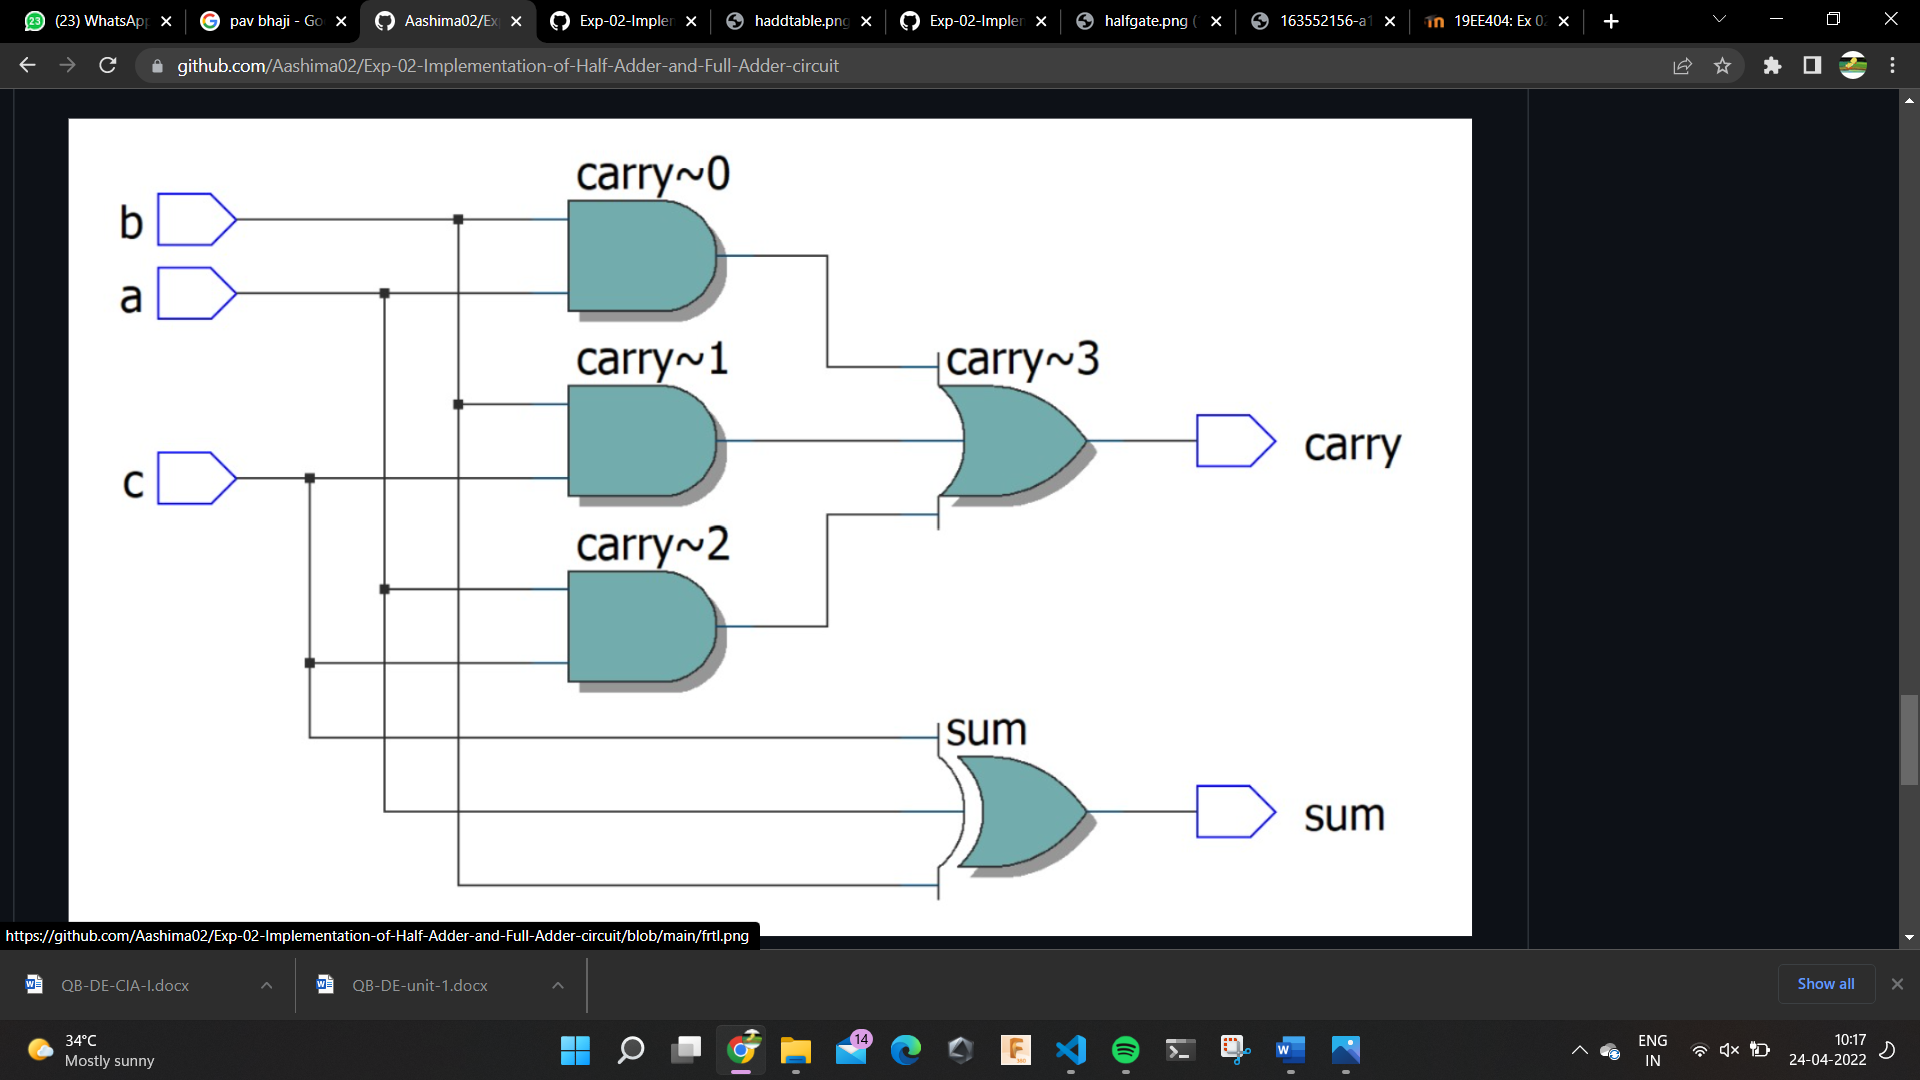 (23) WhatsApp
pav bhaji - Go
Aashima02/Ex
Exp-02-Implem
haddtable.png
Exp-02-Implem
halfgate.png (
163552156-a1
19EE404: Ex 02
github.com/Aashima02/Exp-02-Implementation-of-Half-Adder-and-Full-Adder-circuit
carry~0
b
a
carry~1
carry~3
carry
c
carry~2
sum
sum
https://github.com/Aashima02/Exp-02-Implementation-of-Half-Adder-and-Full-Adder-circuit/blob/main/frtl.png
QB-DE-CIA-I.docx
QB-DE-unit-1.docx
Show all
34°C
Mostly sunny
14
ENG
IN
10:17
24-04-2022